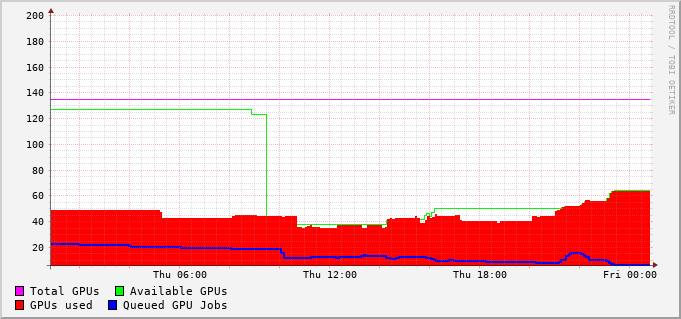 200
180
160
140
120
100
80
60
40
20
Thu 06:00 Thu 12:00 Thu 18:00 Fri 00:00
Total GPUs Available GPUs
GPUs used Queued GPU Jobs
RRDTOOL / TOBI OETIKER